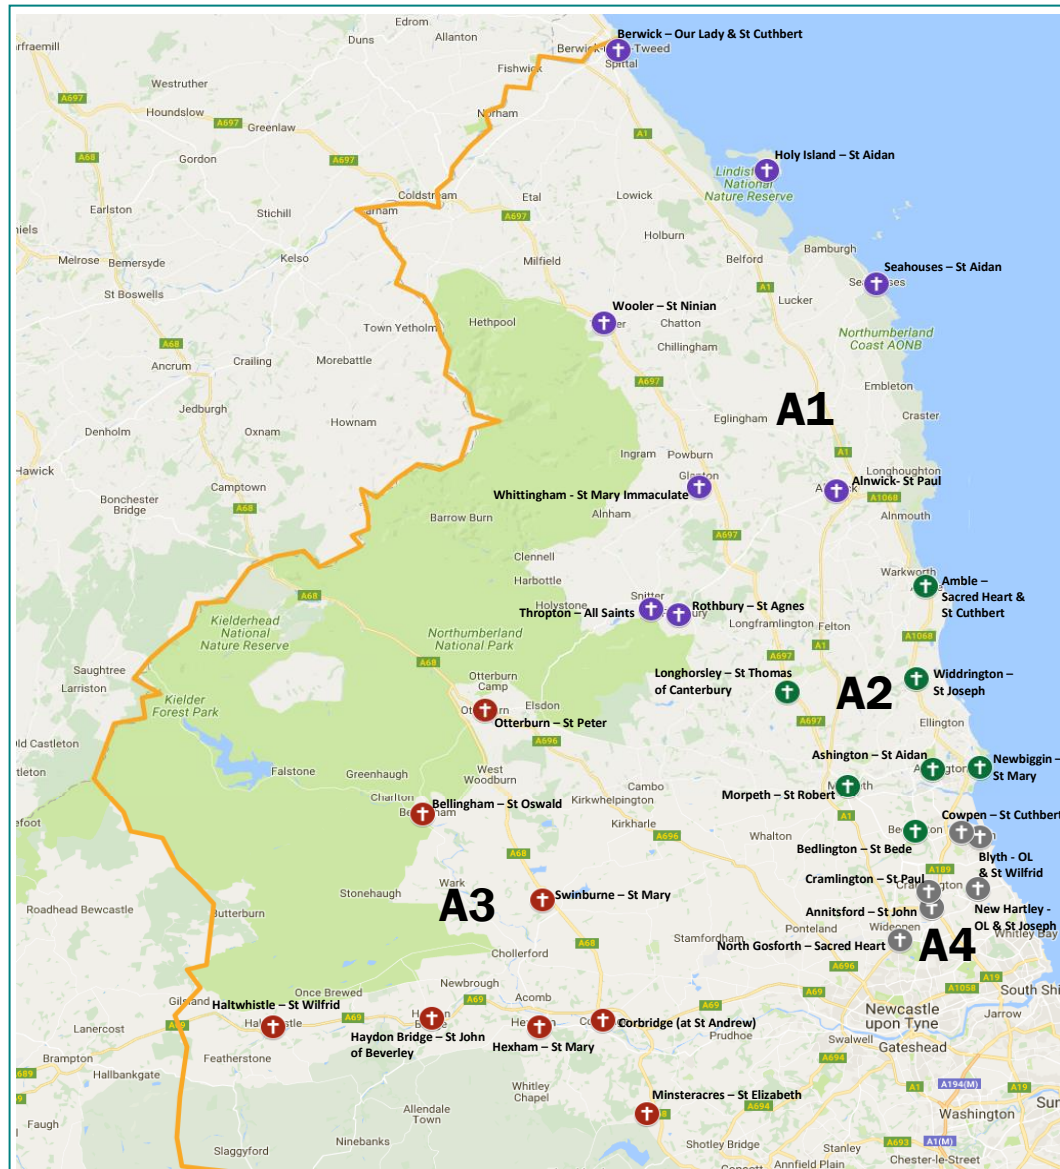 Edrom
Duns
Allanton
Berwick – Our Lady & St Cuthbert
Spittal
Fishwick
Westruther
A697
Houndslow
A697
Greenlaw
Norham
A1
A68
Gordon
A697
Holy Island – St Aidan
National
Nature Reserve
Coldstream
Etal
Lowick
A697
Earlston
Stichill
Holburn
Bamburgh
Melrose
Bemersyde
Kelso
Milfield
Belford
Seahouses – St Aidan
St Boswells
A1
Lucker
Wooler – St Ninian
Hethpool
Chatton
Town Yetholm
Chillingham
Northumberland
Coast AONB
A68
Crailing
Morebattle
Ancrum
A697
Embleton
Jedburgh
A1
Eglingham
Craster
Hownam
Denholm
Oxnam
Ingram
Powburn
A1
Longhoughton
Hawick
Camptown
Alnwick- St Paul
Whittingham - St Mary Immaculate
A1068
Bonchester
Bridge
Barrow Burn
Alnham
Alnmouth
A68
A697
Clennell
Harbottle
Warkworth
Amble –
Sacred Heart &
St Cuthbert
A68
Snitter
Holystone
Thropton – All Saints
Rothbury – St Agnes
Kielderhead
National
Nature Reserve
Northumberland
National Park
Longframlington
Felton
A1068
A68
A1
A697
Saughtree
Larriston
Otterburn
Camp
Longhorsley – St Thomas
of Canterbury
Widdrington –
St Joseph
A2
Kielder
Forest Park
Elsdon
Otterburn – St Peter
A697
Ellington
A696
Old Castleton
Ashington – St Aidan
Newbiggin –
St Mary
Falstone
Greenhaugh
West
Woodburn
Cambo
Morpeth – St Robert
Charlton
Bellingham – St Oswald
Kirkwhelpington
Kirkharle
A696
Whalton
Cowpen – St Cuthbert
A1
Bedlington – St Bede
A68
Blyth - OL
& St Wilfrid
A189
Stonehaugh
Wark
Cramlington – St Paul
A3
Swinburne – St Mary
Roadhead Bewcastle
Butterburn
Annitsford – St John
New Hartley -
OL & St Joseph
Ponteland
Wideopen
Whitley Bay
Stamfordham
North Gosforth – Sacred Heart
A4
A68
Chollerford
A696
A19
Once Brewed
Newbrough
South Shi
Haltwhistle – St Wilfrid
Gilsland
Acomb
A69
A69
A69
A1058
Lanercost
A69
A69
Corbridge (at St Andrew)
Newcastle
upon Tyne
Jarrow
Haydon Bridge – St John
of Beverley
Hexham – St Mary
Prudhoe
Brampton
Featherstone
Swalwell
Gateshead
A689
Hallbankgate
A694
Whitley
Chapel
A1
A194(M)
A19
Minsteracres – St Elizabeth
Allendale
Town
A694
Washington
Faugh
Ninebanks
Shotley Bridge
Stanley
A693
A1(M)
Slaggyford
Annfield Plain
Chester-le-Street